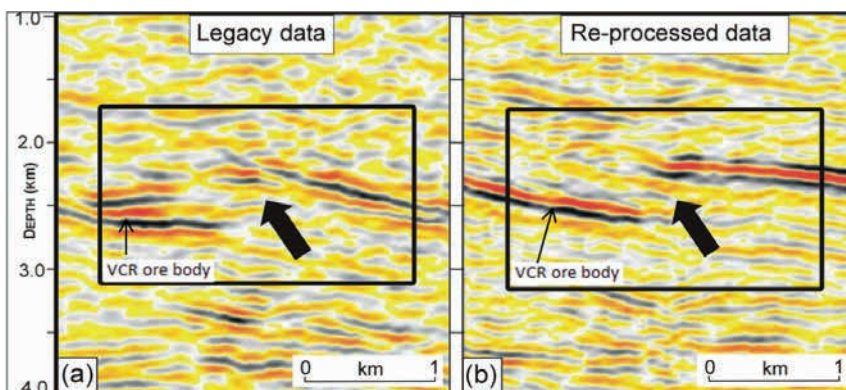 Legacy data
Re-processed data
1.0
2.0
DEPTH (KM)
3.0
4.0
VCR ore body
VCR ore body
(a)
0 km 1
(b)
0 km 1